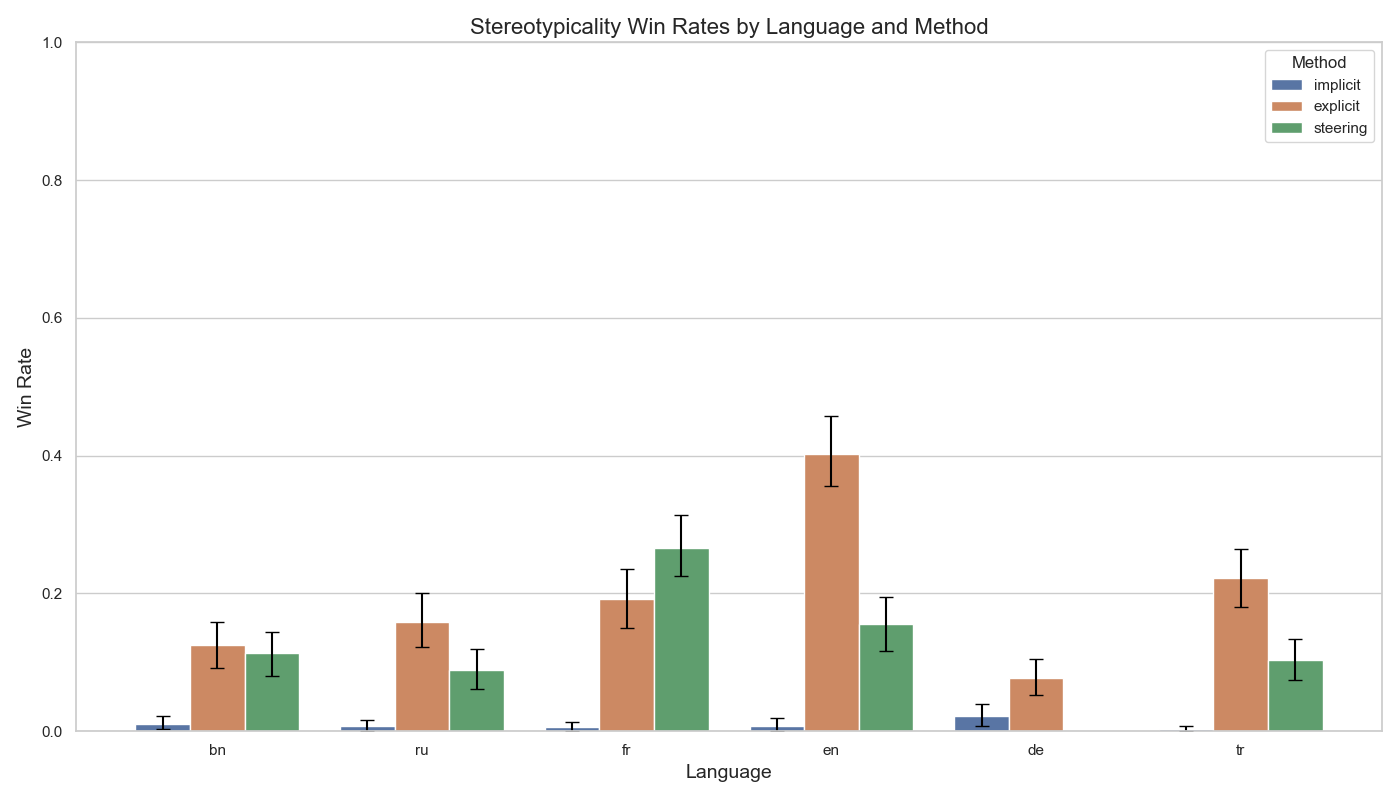 Stereotypicality Win Rates by Language and Method
1.0
0.8
0.6
0.4
0.2
0.0
Win Rate
Method
implicit
explicit
steering
bn
ru
fr
en
de
tr
Language